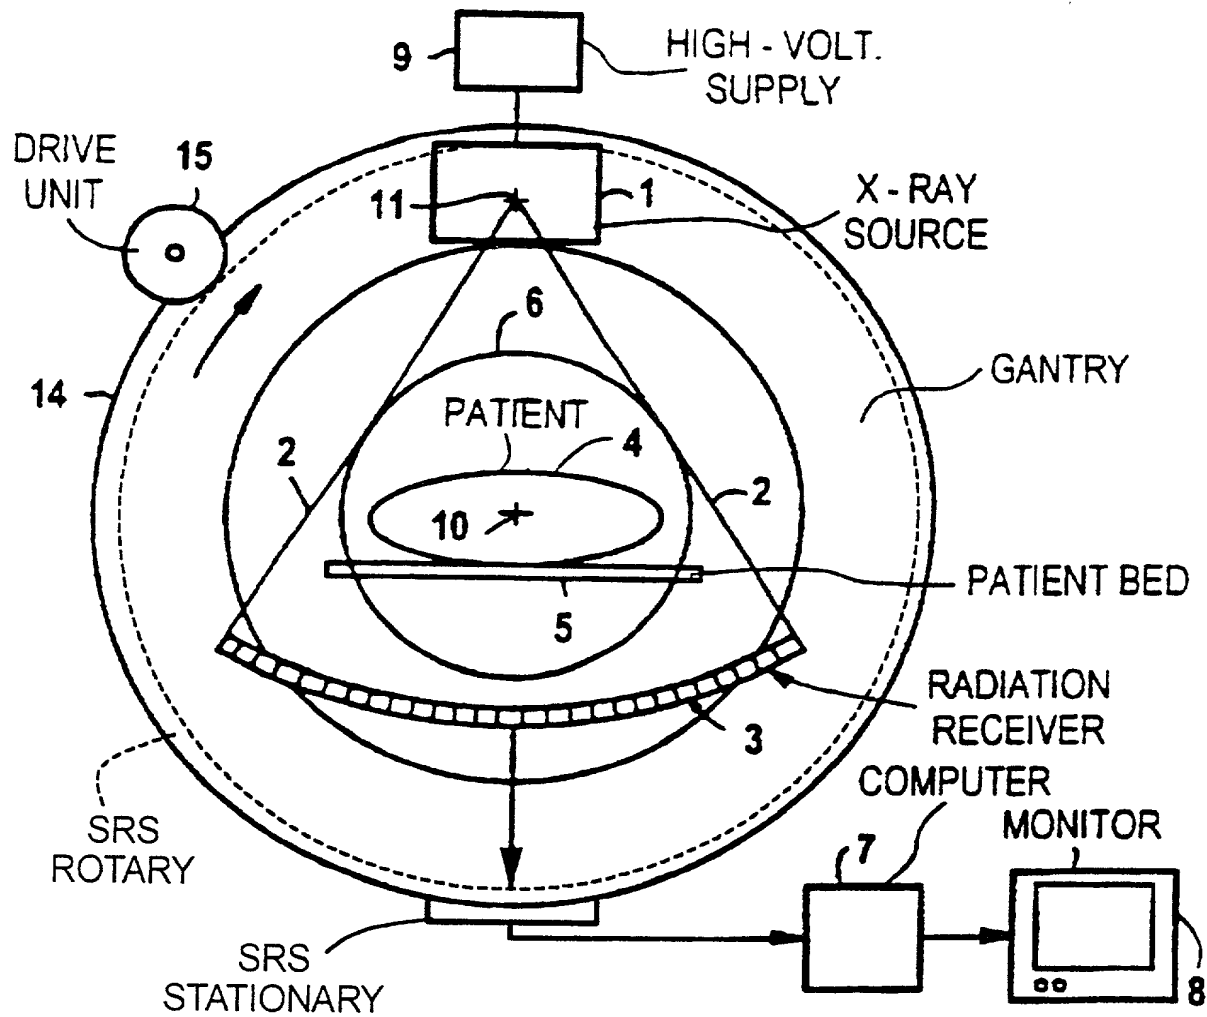 9
HIGH - VOLT.
SUPPLY
DRIVE
UNIT
15
11
1
X - RAY
SOURCE
6
14
GANTRY
PATIENT
4
2
2
10
PATIENT BED
5
RADIATION
RECEIVER
3
COMPUTER
MONITOR
SRS
ROTARY
7
SRS
STATIONARY
8